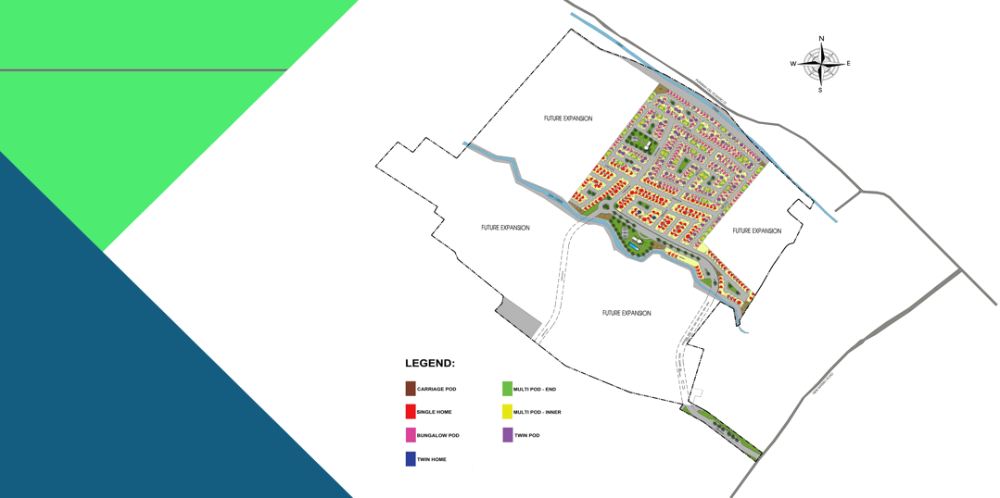 N
W
E
S
FUTURE EXPANSION
FUTURE EXPANSION
FUTURE EXPANSION
FUTURE EXPANSION
LEGEND:
CARRIAGE POD
MULTI POD - END
SINGLE HOME
MULTI POD - INNER
BUNGALOW POD
TWIN POD
TWIN HOME